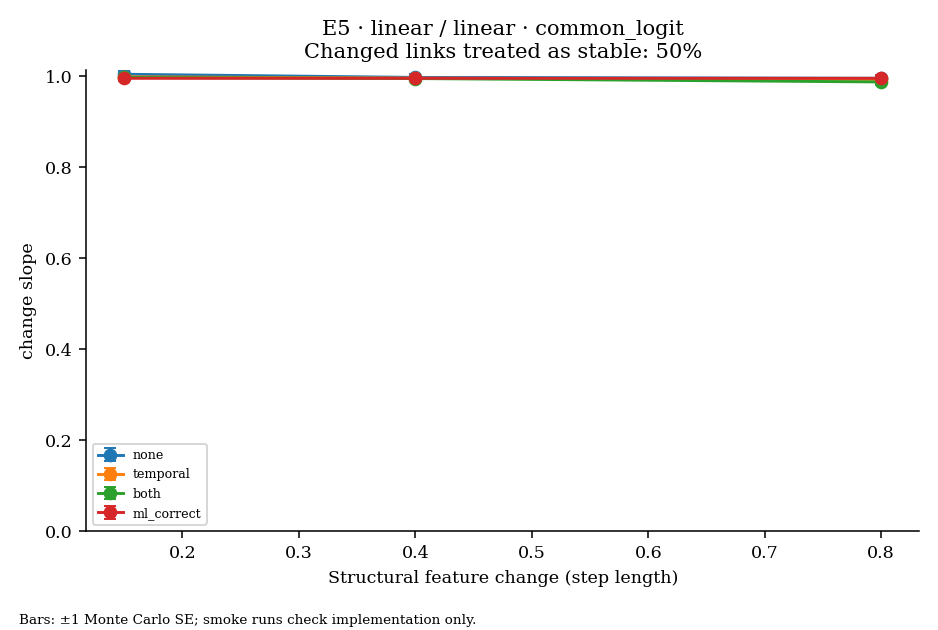 E5 · linear / linear · common_logit
Changed links treated as stable: 50%
1.0
0.8
0.6
0.4
0.2
0.0
change slope
none
temporal
both
ml_correct
0.2 0.3 0.4 0.5 0.6 0.7 0.8
Structural feature change (step length)
Bars: ±1 Monte Carlo SE; smoke runs check implementation only.